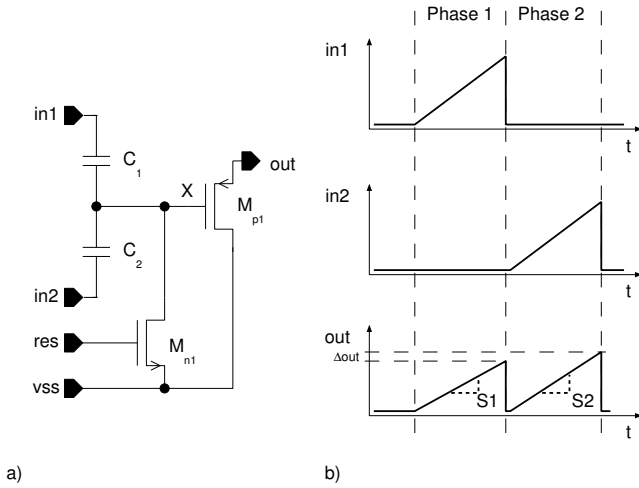 in1
C1
X
out
Mp1
C2
in2
res
Mn1
vss
a)
Phase 1 Phase 2
in1
t
in2
t
out
Δout
S1 S2
t
b)